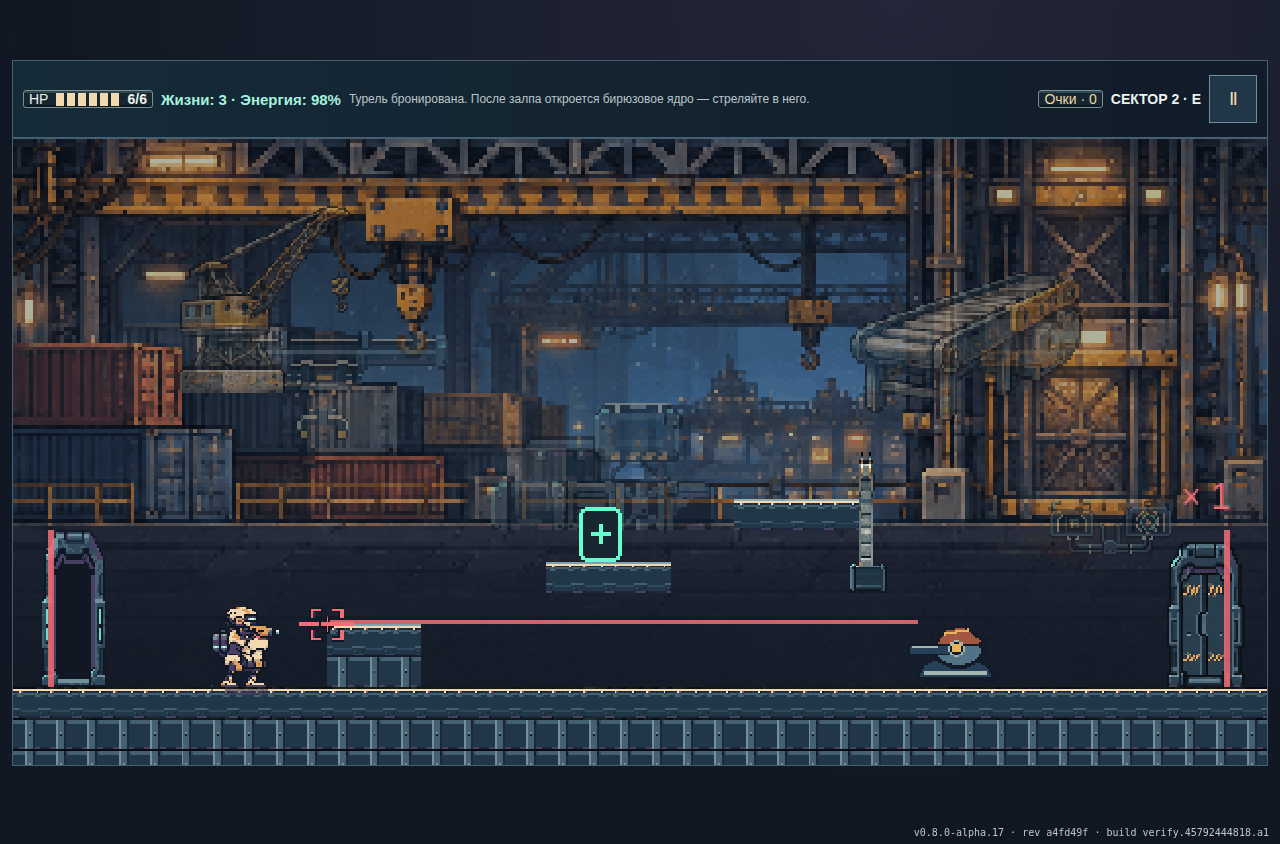 HP 6/6 Жизни: 3 · Энергия: 98% Турель бронирована. После залпа откроется бирюзовое ядро — стреляйте в него. Очки · 0 СЕКТОР 2 · E II
× 1
v0.8.0-alpha.17 · rev a4fd49f · build verify.45792444818.a1